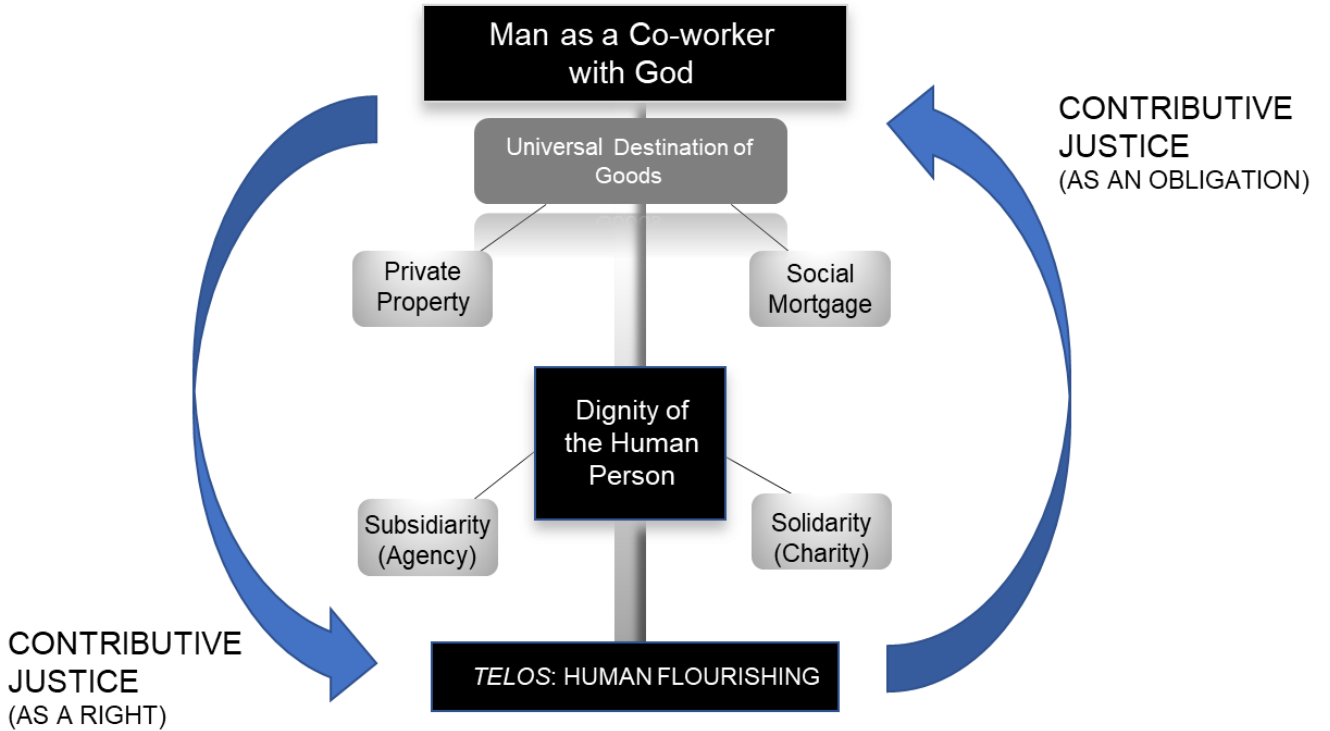 Man as a Co-worker
with God
CONTRIBUTIVE
JUSTICE
(AS AN OBLIGATION)
Universal Destination of
Goods
Private
Property
Social
Mortgage
Dignity of
the Human
Person
Subsidiarity
(Agency)
Solidarity
(Charity)
CONTRIBUTIVE
JUSTICE
(AS A RIGHT)
TELOS: HUMAN FLOURISHING